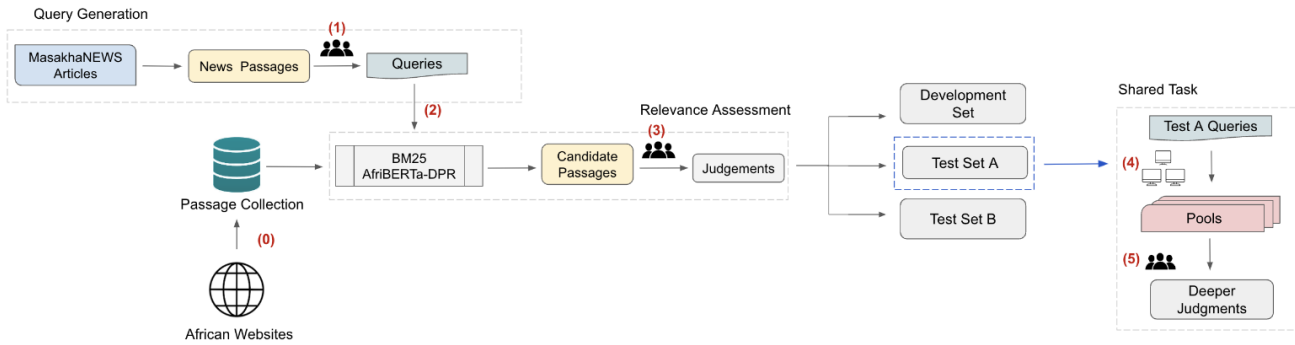 Query Generation
(1)
MasakhaNEWS
Articles
News Passages
Queries
(2)
Relevance Assessment
(3)
BM25
AfriBERTa-DPR
Candidate
Passages
Judgements
Passage Collection
(0)
African Websites
Development
Set
Test Set A
Test Set B
Shared Task
Test A Queries
(4)
Pools
(5)
Deeper
Judgments